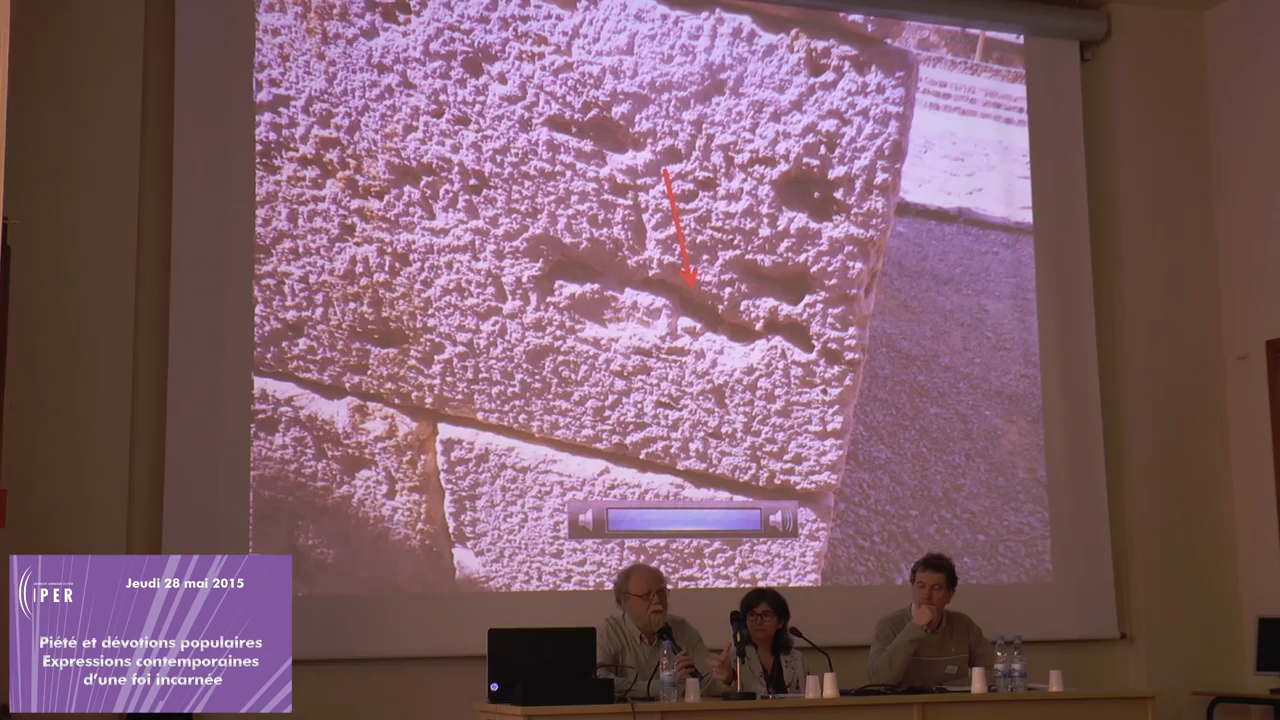 Jeudi 28 mai 2015
IPER
Piété et dévotions populaires
Expressions contemporaines
d'une foi incarnée